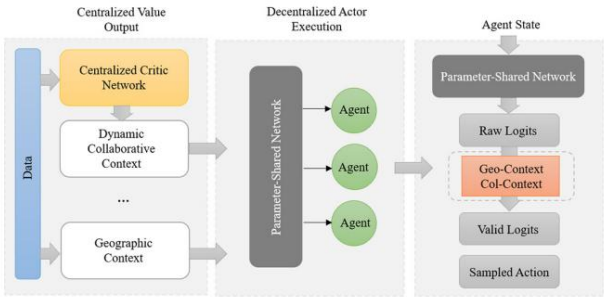 Centralized Value
Output
Data
Centralized Critic
Network
Dynamic
Collaborative
Context
...
Geographic
Context
Decentralized Actor
Execution
Parameter-Shared Network
Agent
Agent
Agent
Agent State
Parameter-Shared Network
Raw Logits
Geo-Context
Col-Context
Valid Logits
Sampled Action